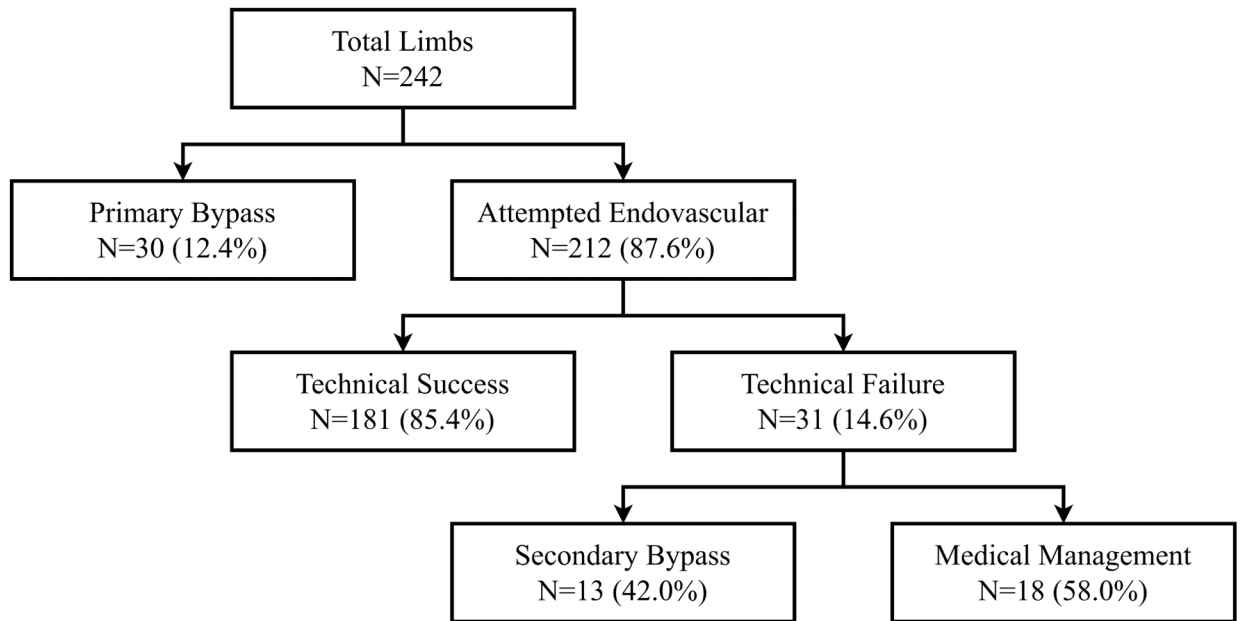 Total Limbs
N=242
Primary Bypass
N=30 (12.4%)
Attempted Endovascular
N=212 (87.6%)
Technical Success
N=181 (85.4%)
Technical Failure
N=31 (14.6%)
Secondary Bypass
N=13 (42.0%)
Medical Management
N=18 (58.0%)